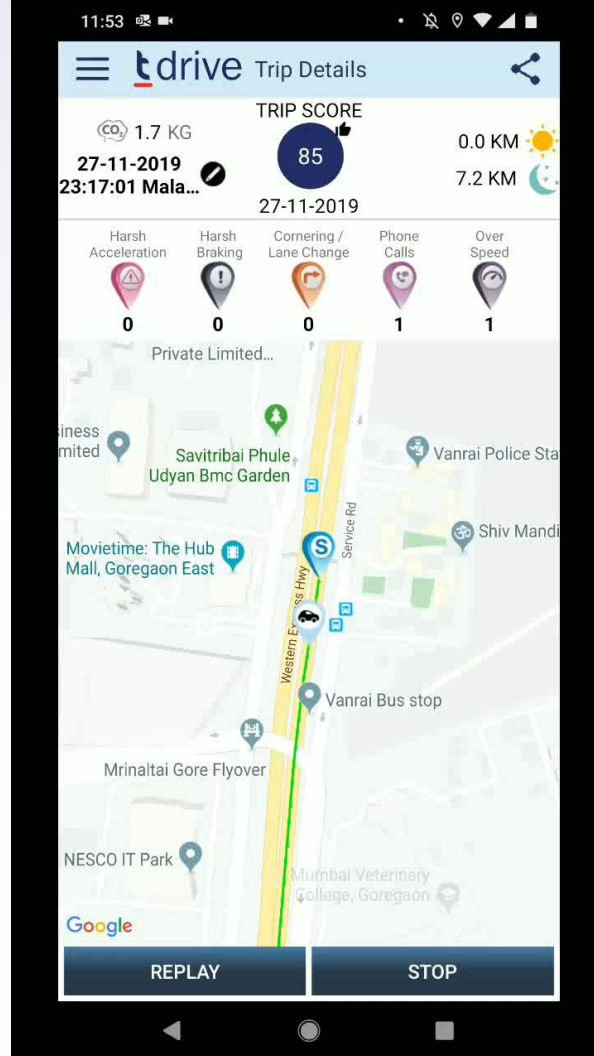 11:53
tdrive Trip Details
CO₂ 1.7 KG
27-11-2019
23:17:01 Mala...
TRIP SCORE
85
27-11-2019
0.0 KM
7.2 KM
Harsh
Acceleration
0
Harsh
Braking
0
Cornering /
Lane Change
0
Phone
Calls
1
Over
Speed
1
Private Limited...
iness
mited
Savitribai Phule
Udyan Bmc Garden
Vanrai Police Sta
Service Rd
Shiv Mandi
Movietime: The Hub
Mall, Goregaon East
S
Western Ex ss Hwy
Vanrai Bus stop
Mrinaltai Gore Flyover
NESCO IT Park
Mumbai Veterinary
College, Goregaon
Google
REPLAY
STOP